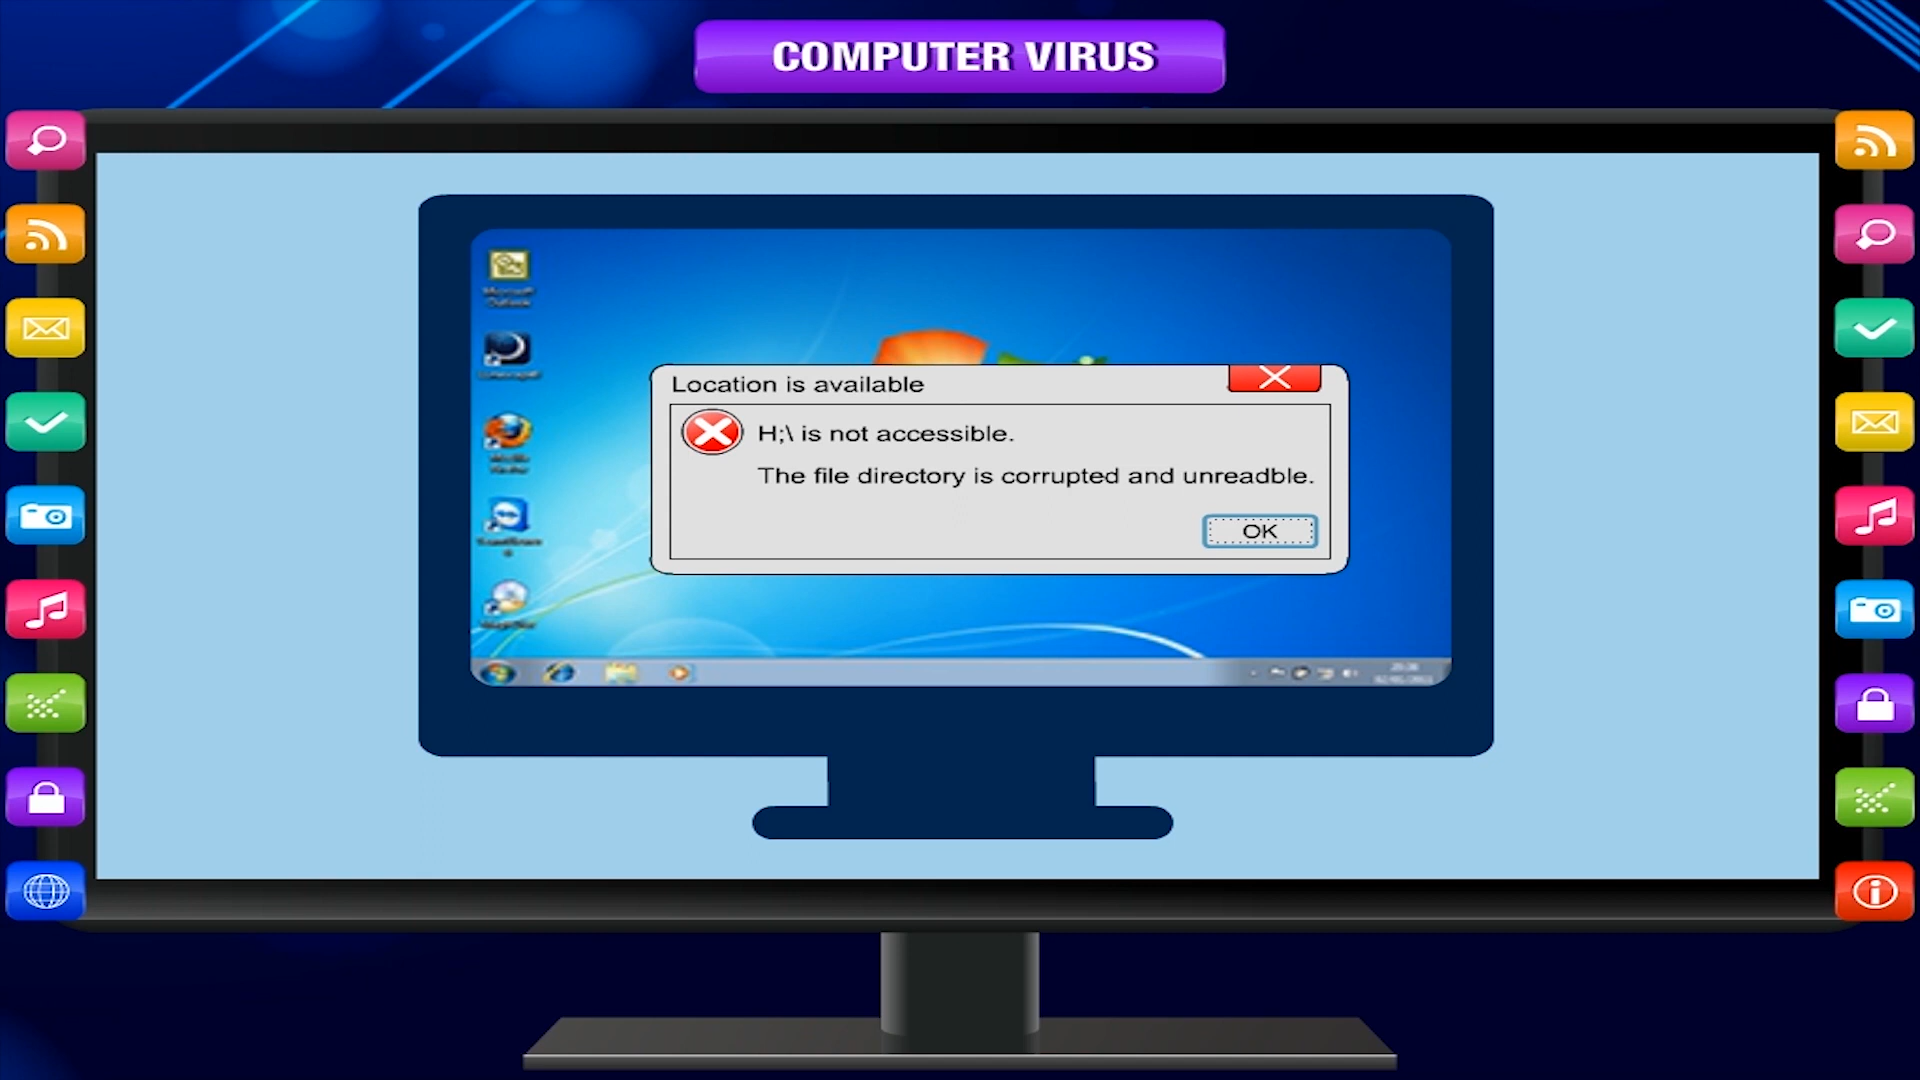 COMPUTER VIRUS
Location is available
H;\ is not accessible.
The file directory is corrupted and unreadble.
OK